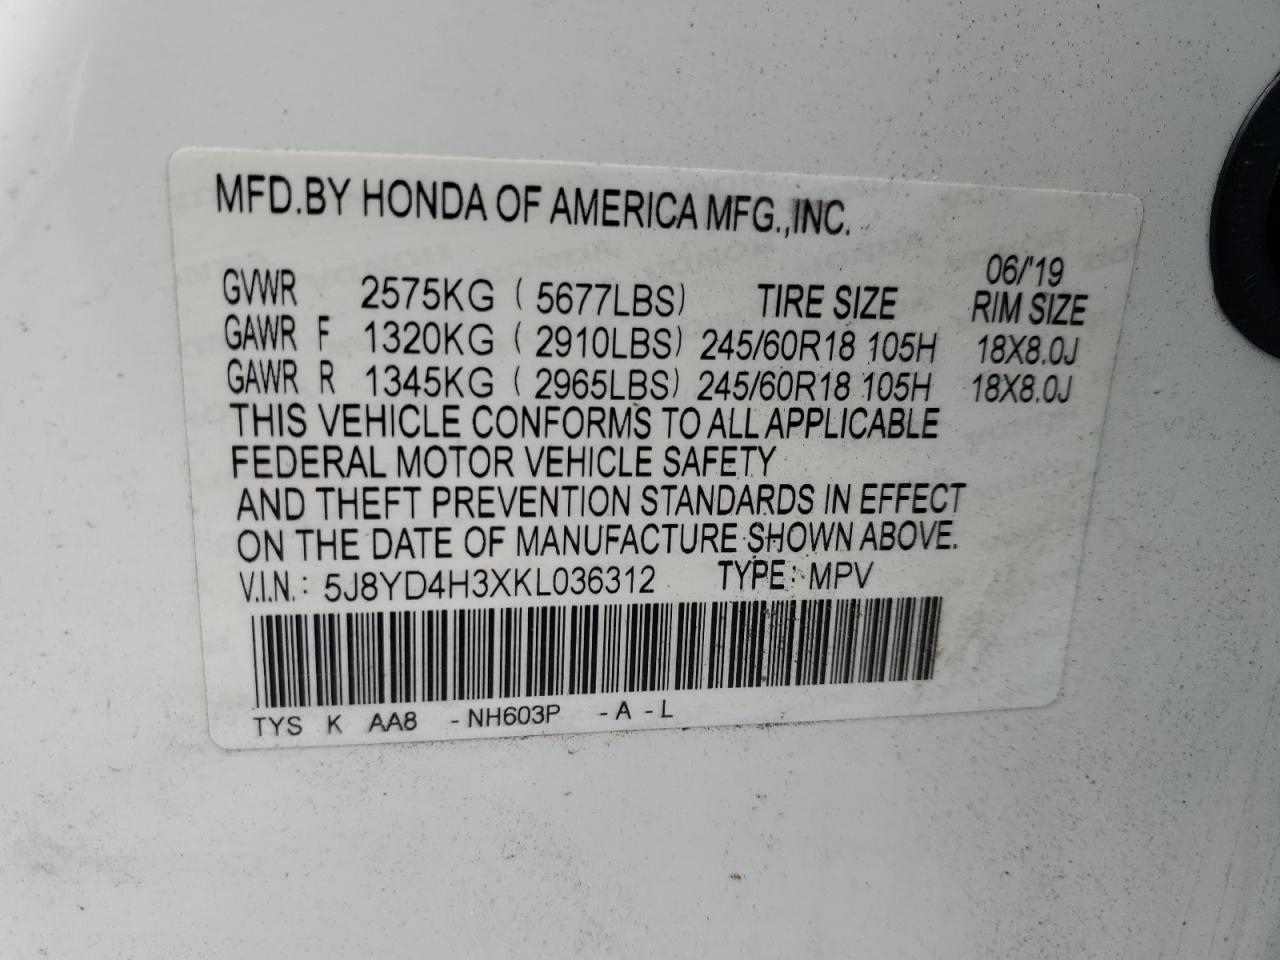 MFD.BY HONDA OF AMERICA MFG.,INC.
06/'19
GVWR 2575KG ( 5677LBS) TIRE SIZE RIM SIZE
GAWR F 1320KG ( 2910LBS) 245/60R18 105H 18X8.0J
GAWR R 1345KG ( 2965LBS) 245/60R18 105H 18X8.0J
THIS VEHICLE CONFORMS TO ALL APPLICABLE
FEDERAL MOTOR VEHICLE SAFETY
AND THEFT PREVENTION STANDARDS IN EFFECT
ON THE DATE OF MANUFACTURE SHOWN ABOVE.
V.I.N.: 5J8YD4H3XKL036312 TYPE: MPV
TYS K AA8 -NH603P -A -L